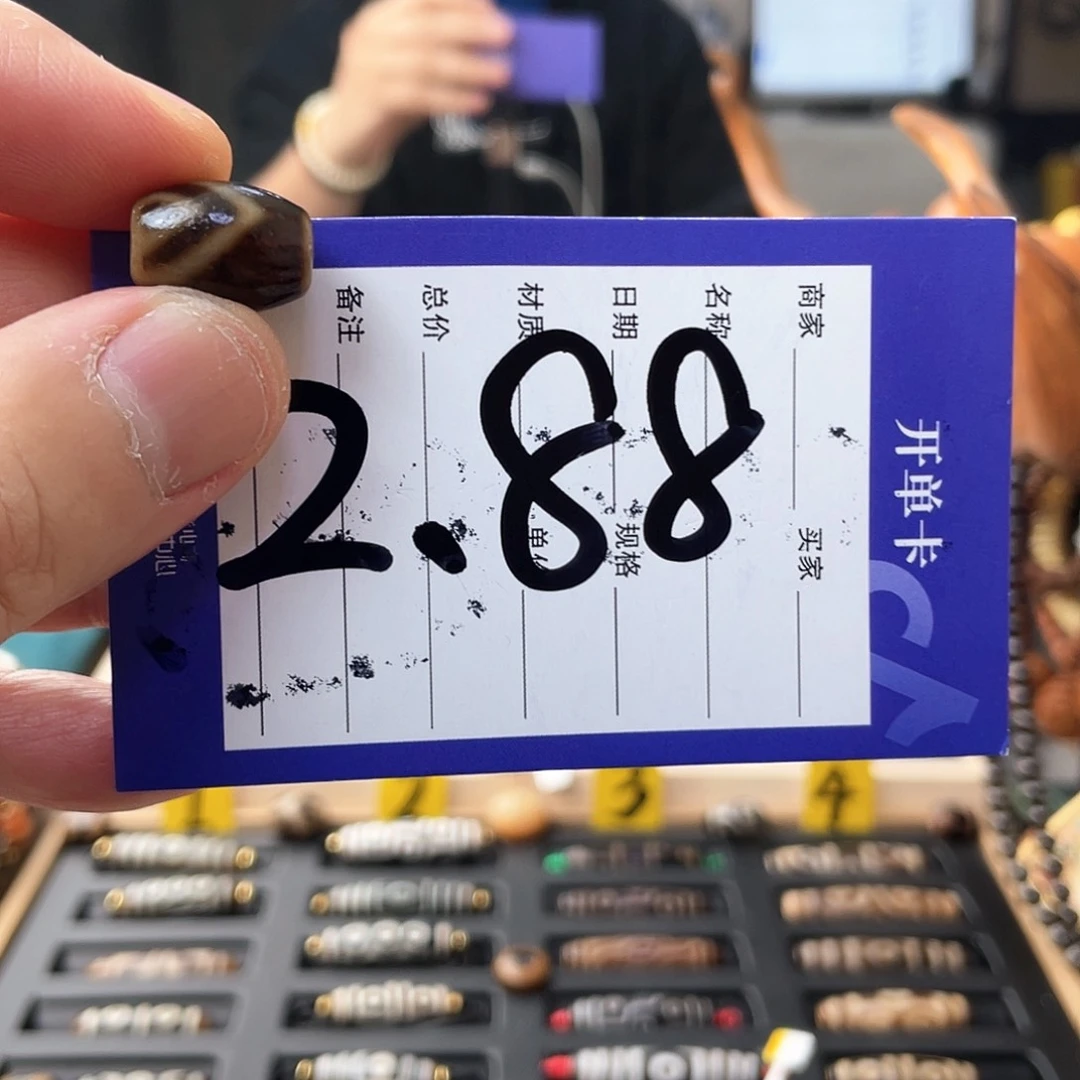 开单卡
商家 买家
名称
日期 规格
材质
总价
备注
2.88
1 2 3 4